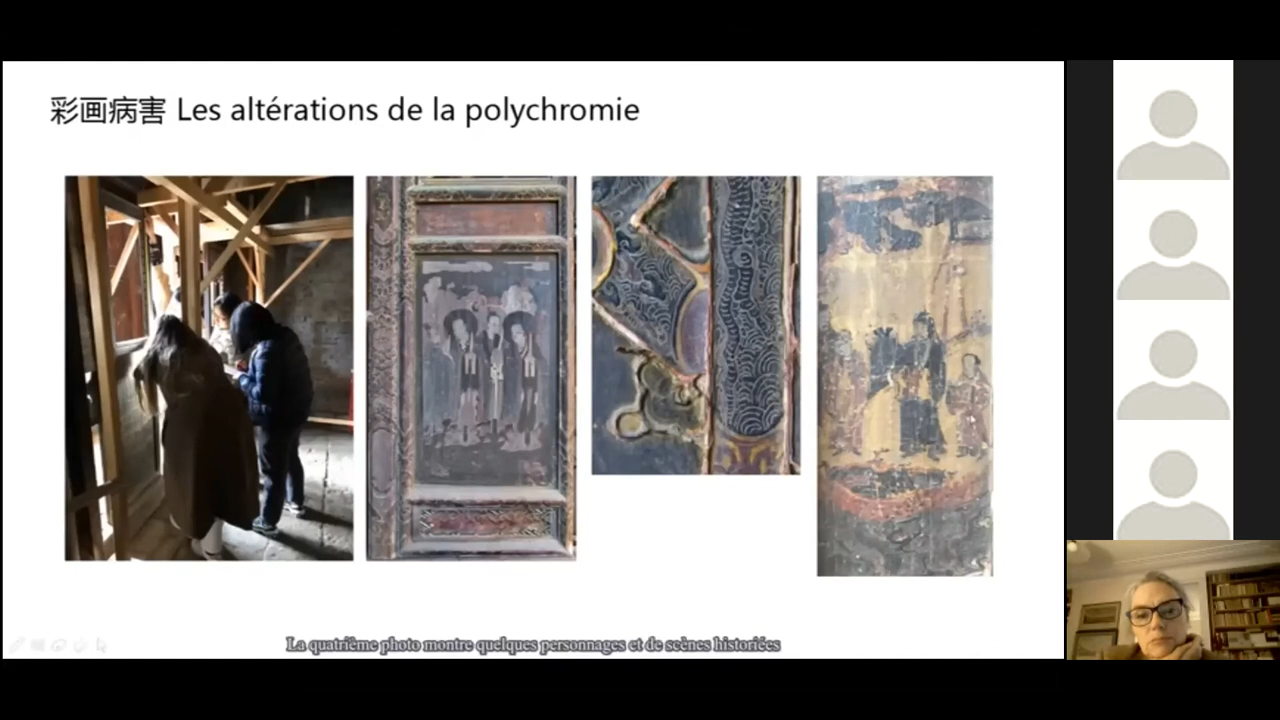 彩画病害 Les altérations de la polychromie
La quatrième photo montre quelques personnages et de scènes historiées